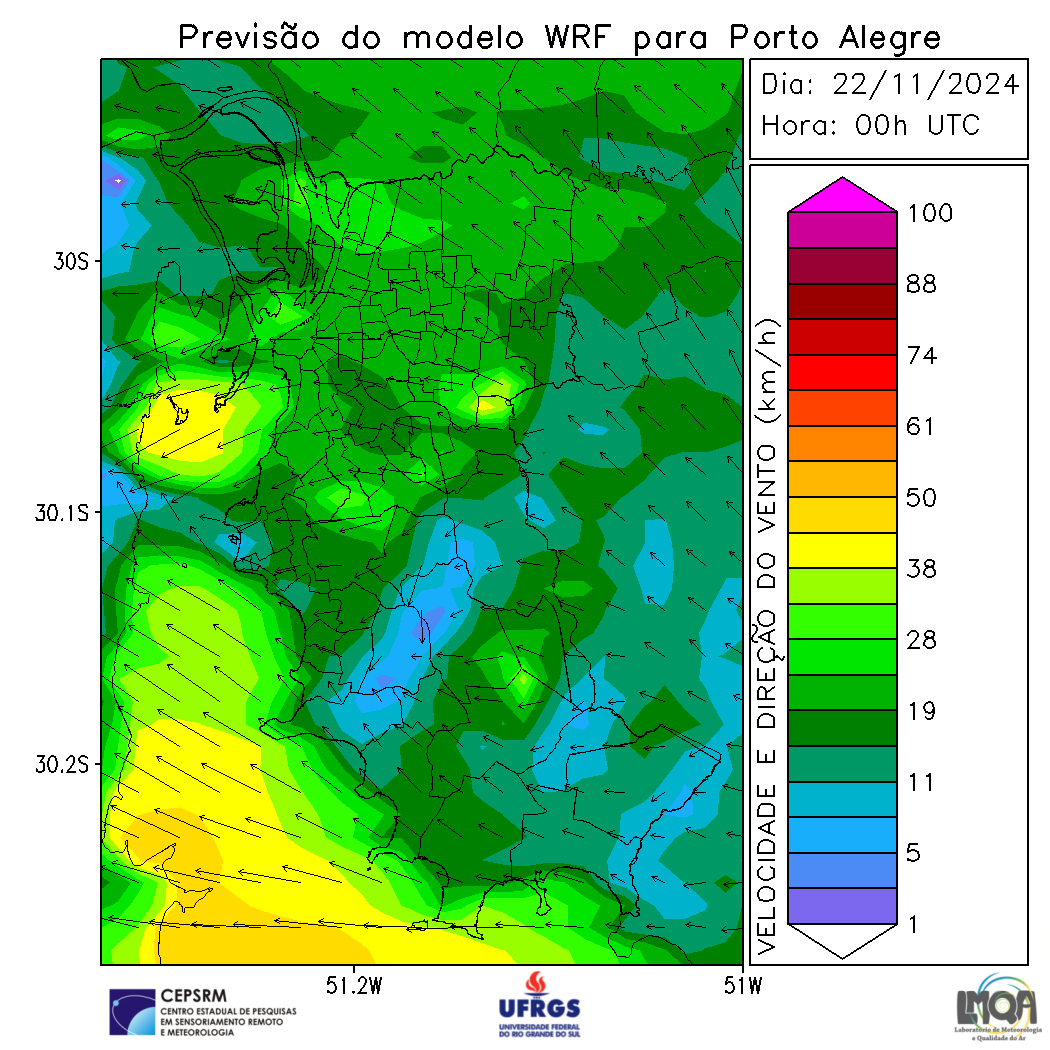 Previsão do modelo WRF para Porto Alegre
Dia: 22/11/2024
Hora: 00h UTC
30S
30.1S
30.2S
51.2W
51W
VELOCIDADE E DIREÇÃO DO VENTO (km/h)
100
88
74
61
50
38
28
19
11
5
1
CEPSRM
CENTRO ESTADUAL DE PESQUISAS
EM SENSORIAMENTO REMOTO
E METEOROLOGIA
UFRGS
UNIVERSIDADE FEDERAL
DO RIO GRANDE DO SUL
LMQA
Laboratório de Meteorologia
e Qualidade do Ar